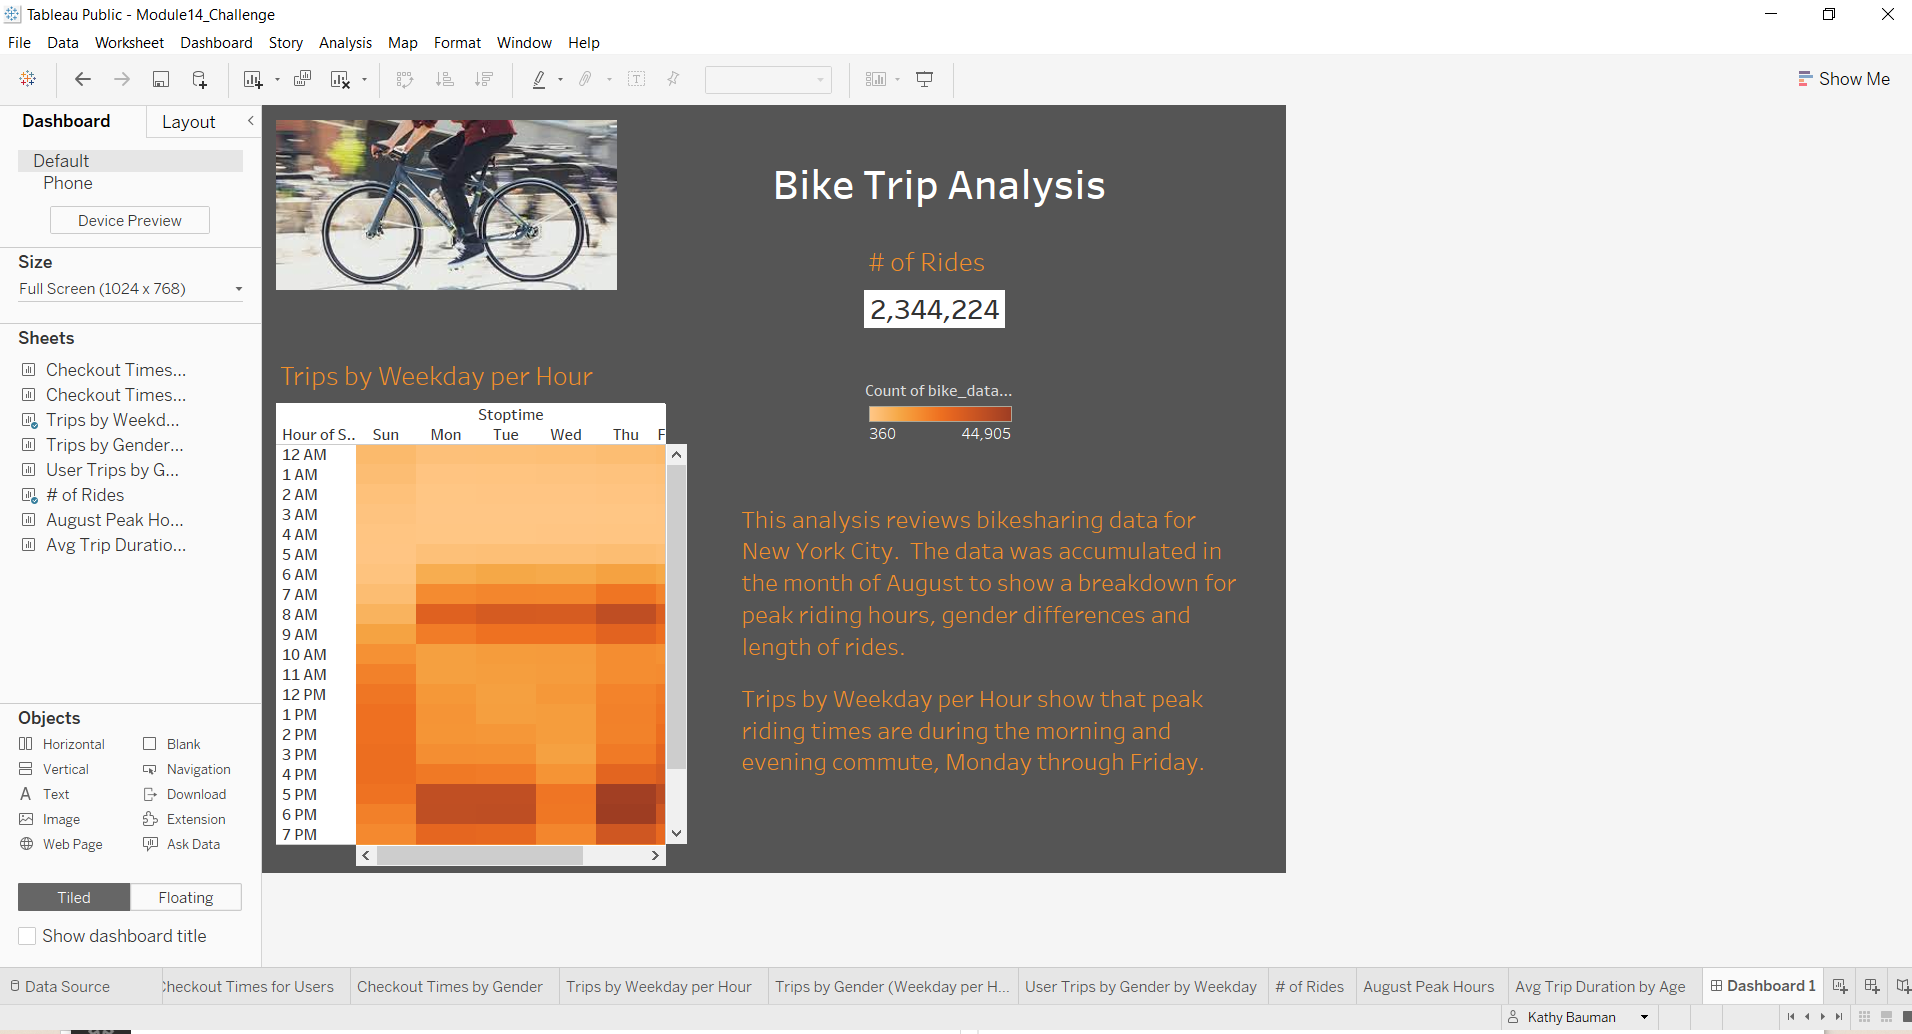 Tableau Public - Module14_Challenge
File Data Worksheet Dashboard Story Analysis Map Format Window Help
Show Me
Dashboard Layout
Default
Phone
Device Preview
Size
Full Screen (1024 x 768)
Sheets
Checkout Times...
Checkout Times...
Trips by Weekd...
Trips by Gender...
User Trips by G...
# of Rides
August Peak Ho...
Avg Trip Duratio...
Objects
Horizontal Blank
Vertical Navigation
A Text Download
Image Extension
Web Page Ask Data
Tiled Floating
Show dashboard title
Bike Trip Analysis
# of Rides
2,344,224
Trips by Weekday per Hour
Stoptime
Hour of S.. Sun Mon Tue Wed Thu F
12 AM
1 AM
2 AM
3 AM
4 AM
5 AM
6 AM
7 AM
8 AM
9 AM
10 AM
11 AM
12 PM
1 PM
2 PM
3 PM
4 PM
5 PM
6 PM
7 PM
Count of bike_data...
360 44,905
This analysis reviews bikesharing data for
New York City.  The data was accumulated in
the month of August to show a breakdown for
peak riding hours, gender differences and
length of rides.
Trips by Weekday per Hour show that peak
riding times are during the morning and
evening commute, Monday through Friday.
Data Source Checkout Times for Users Checkout Times by Gender Trips by Weekday per Hour Trips by Gender (Weekday per H... User Trips by Gender by Weekday # of Rides August Peak Hours Avg Trip Duration by Age Dashboard 1
Kathy Bauman